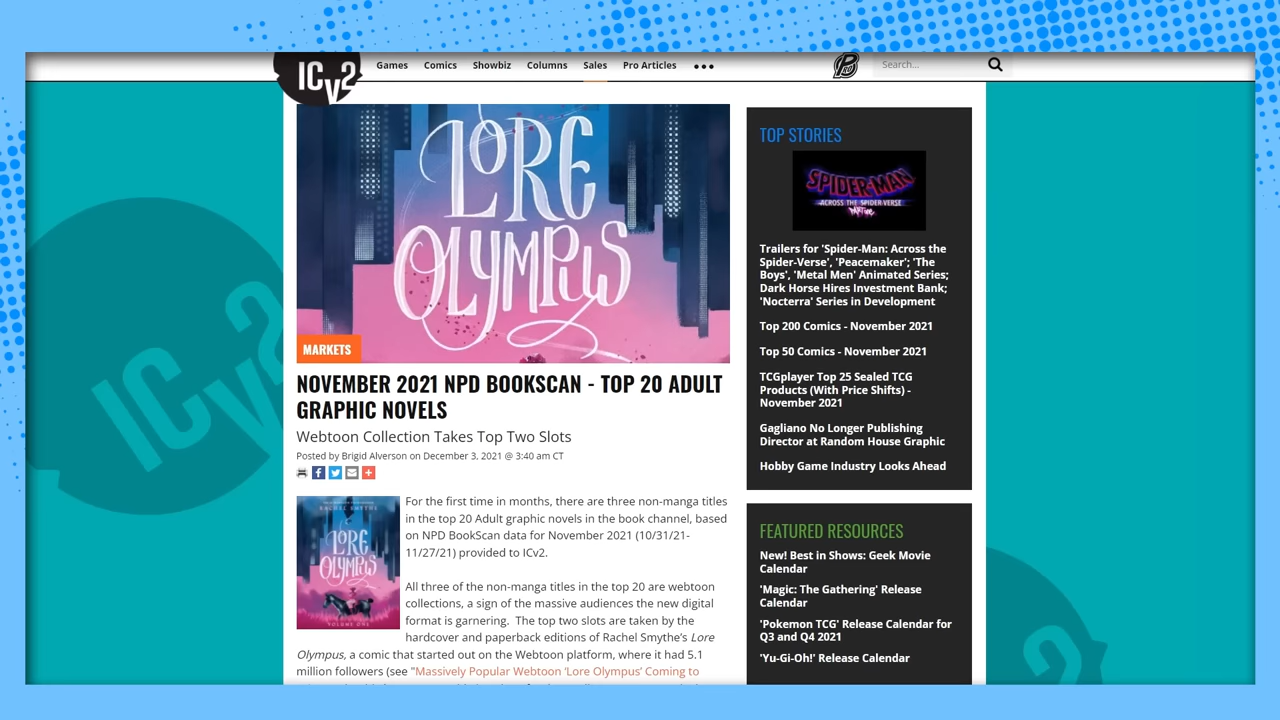 ICv2
Games Comics Showbiz Columns Sales Pro Articles
Search...
LORE
OLYMPUS
MARKETS
NOVEMBER 2021 NPD BOOKSCAN - TOP 20 ADULT
GRAPHIC NOVELS
Webtoon Collection Takes Top Two Slots
Posted by Brigid Alverson on December 3, 2021 @ 3:40 am CT
RACHEL SMYTHE
LORE
OLYMPUS
VOLUME ONE
For the first time in months, there are three non-manga titles
in the top 20 Adult graphic novels in the book channel, based
on NPD BookScan data for November 2021 (10/31/21-
11/27/21) provided to ICv2.
All three of the non-manga titles in the top 20 are webtoon
collections, a sign of the massive audiences the new digital
format is garnering. The top two slots are taken by the
hardcover and paperback editions of Rachel Smythe's Lore
Olympus, a comic that started out on the Webtoon platform, where it had 5.1
million followers (see "Massively Popular Webtoon 'Lore Olympus' Coming to
TOP STORIES
SPIDER-MAN
ACROSS THE SPIDER-VERSE
PART ONE
Trailers for 'Spider-Man: Across the
Spider-Verse', 'Peacemaker'; 'The
Boys', 'Metal Men' Animated Series;
Dark Horse Hires Investment Bank;
'Nocterra' Series in Development
Top 200 Comics - November 2021
Top 50 Comics - November 2021
TCGplayer Top 25 Sealed TCG
Products (With Price Shifts) -
November 2021
Gagliano No Longer Publishing
Director at Random House Graphic
Hobby Game Industry Looks Ahead
FEATURED RESOURCES
New! Best in Shows: Geek Movie
Calendar
'Magic: The Gathering' Release
Calendar
'Pokemon TCG' Release Calendar for
Q3 and Q4 2021
'Yu-Gi-Oh!' Release Calendar
ICv2
2